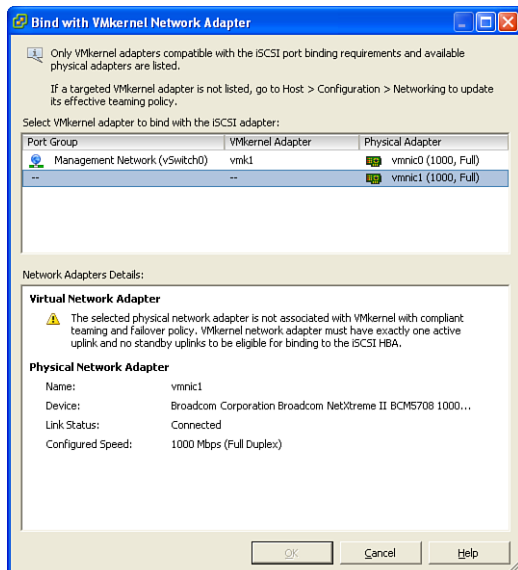 Bind with VMkernel Network Adapter
Only VMkernel adapters compatible with the iSCSI port binding requirements and available
physical adapters are listed.
If a targeted VMkernel adapter is not listed, go to Host > Configuration > Networking to update
its effective teaming policy.
Select VMkernel adapter to bind with the iSCSI adapter:
Port Group VMkernel Adapter Physical Adapter
Management Network (vSwitch0) vmk1 vmnic0 (1000, Full)
-- -- vmnic1 (1000, Full)
Network Adapters Details:
Virtual Network Adapter
The selected physical network adapter is not associated with VMkernel with compliant
teaming and failover policy. VMkernel network adapter must have exactly one active
uplink and no standby uplinks to be eligible for binding to the iSCSI HBA.
Physical Network Adapter
Name: vmnic1
Device: Broadcom Corporation Broadcom NetXtreme II BCM5708 1000...
Link Status: Connected
Configured Speed: 1000 Mbps (Full Duplex)
OK Cancel Help